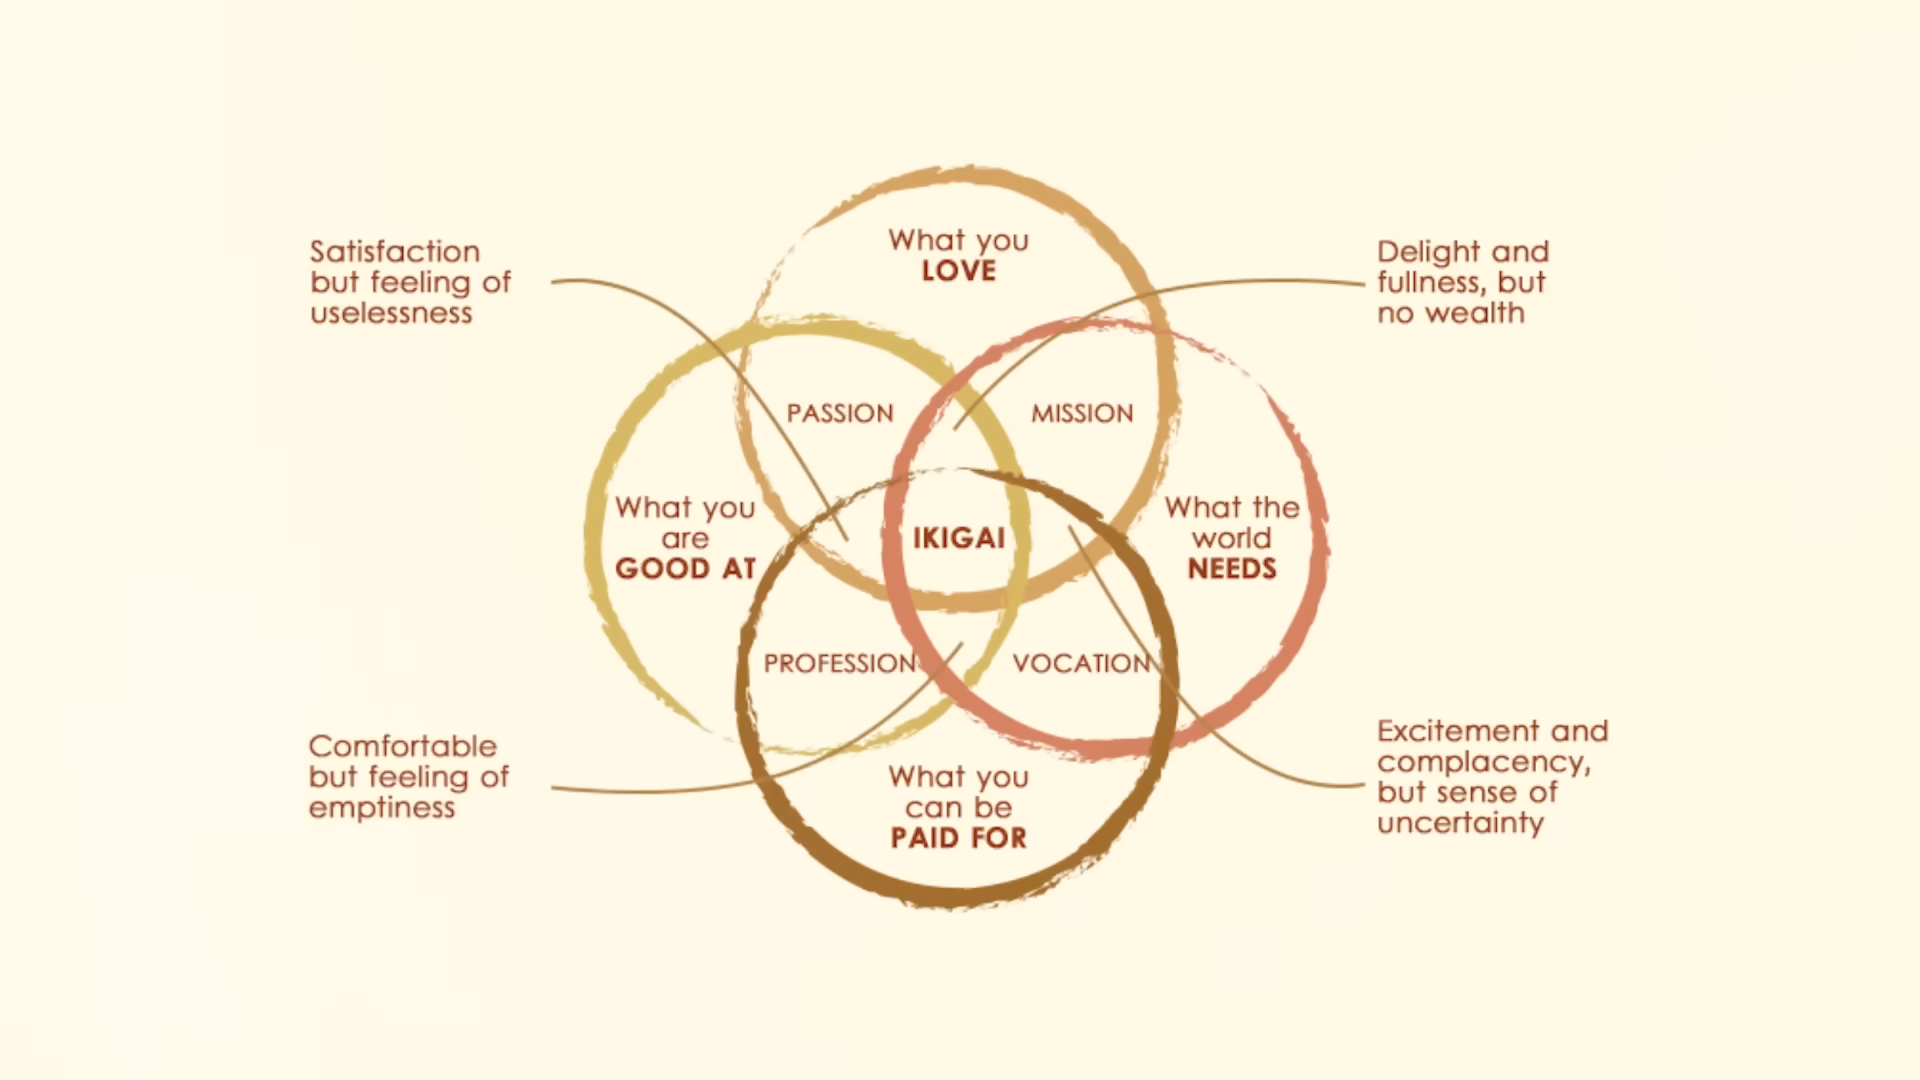 What you
LOVE
Satisfaction
but feeling of
uselessness
Delight and
fullness, but
no wealth
PASSION
MISSION
What you
are
GOOD AT
IKIGAI
What the
world
NEEDS
PROFESSION
VOCATION
Comfortable
but feeling of
emptiness
What you
can be
PAID FOR
Excitement and
complacency,
but sense of
uncertainty